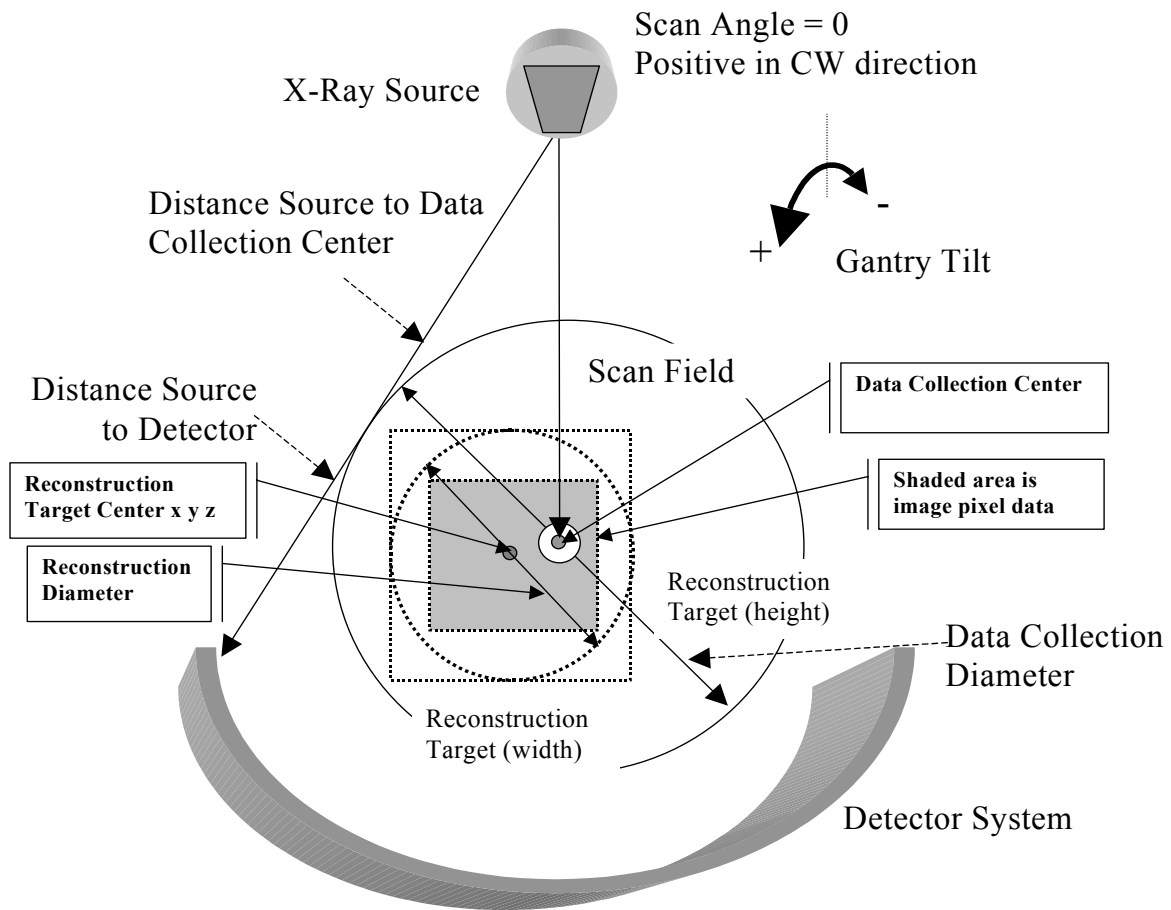 Scan Angle = 0
Positive in CW direction
X-Ray Source
Distance Source to Data
Collection Center
-
+
Gantry Tilt
Scan Field
Data Collection Center
Distance Source
to Detector
Reconstruction
Target Center x y z
Shaded area is
image pixel data
Reconstruction
Diameter
Reconstruction
Target (height)
Data Collection
Diameter
Reconstruction
Target (width)
Detector System